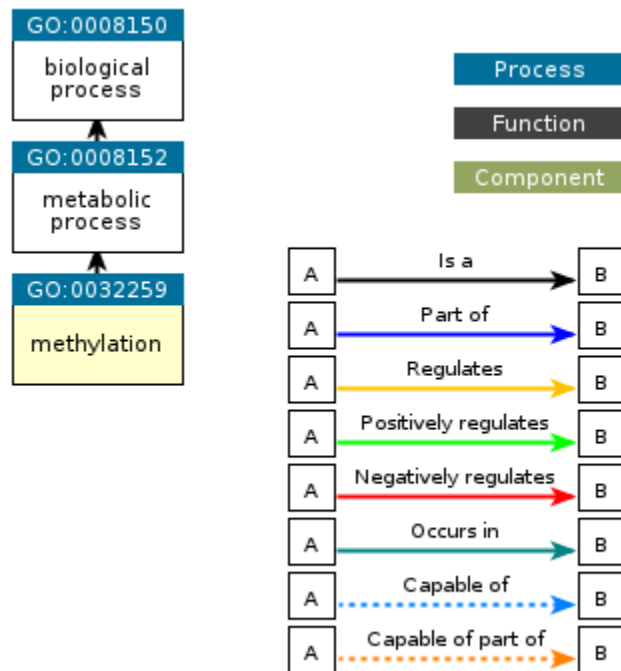 GO:0008150
biological
process
GO:0008152
metabolic
process
GO:0032259
methylation
Process
Function
Component
A Is a B
A Part of B
A Regulates B
A Positively regulates B
A Negatively regulates B
A Occurs in B
A Capable of B
A Capable of part of B